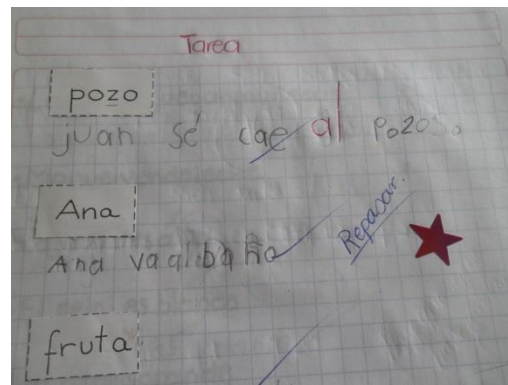 Tarea
pozo
juan sé cae al pozo
Ana
Ana va al baño
Repasar.
fruta